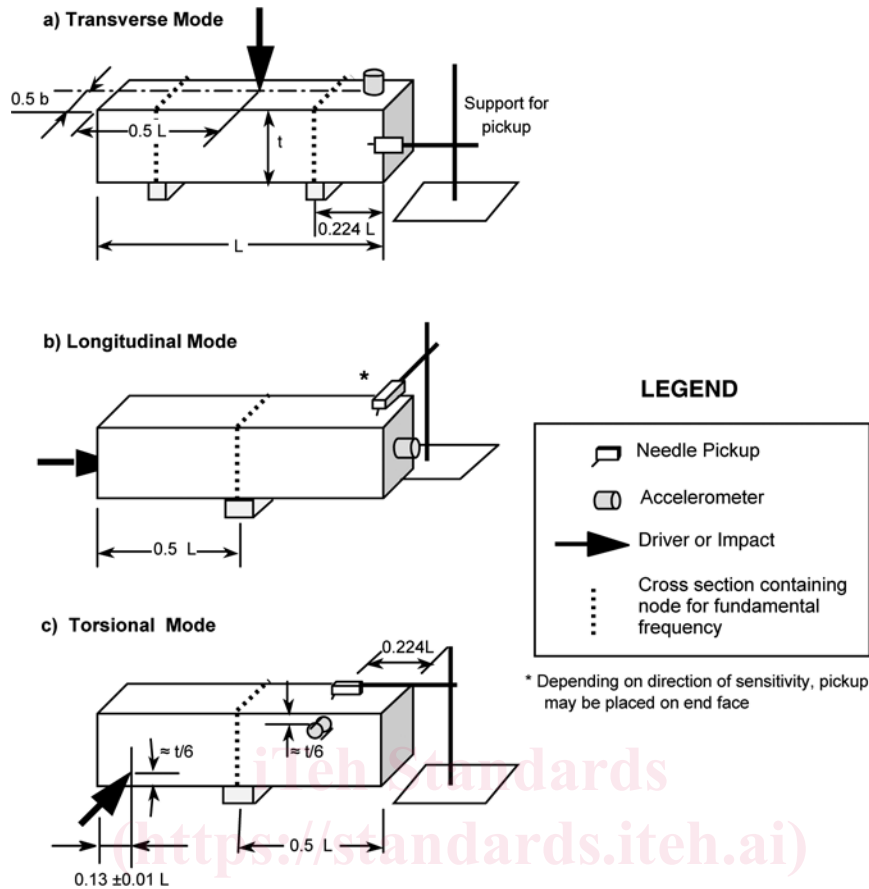 a) Transverse Mode
0.5 b
0.5 L
t
Support for
pickup
0.224 L
L
b) Longitudinal Mode
*
0.5 L
LEGEND
Needle Pickup
Accelerometer
Driver or Impact
Cross section containing
node for fundamental
frequency
* Depending on direction of sensitivity, pickup
may be placed on end face
c) Torsional Mode
0.224L
≈ t/6
≈ t/6
0.5 L
0.13 ±0.01 L
iTeh Standards
(https://standards.iteh.ai)